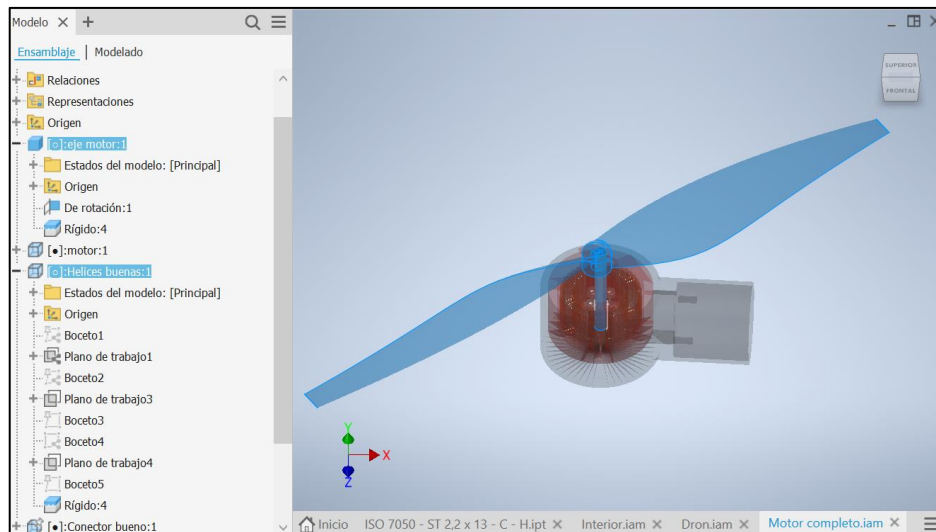 Modelo
Ensamblaje | Modelado
Relaciones
Representaciones
Origen
[○]:eje motor:1
Estados del modelo: [Principal]
Origen
De rotación:1
Rígido:4
[●]:motor:1
[○]:Helices buenas:1
Estados del modelo: [Principal]
Origen
Boceto1
Plano de trabajo1
Boceto2
Plano de trabajo3
Boceto3
Boceto4
Plano de trabajo4
Boceto5
Rígido:4
[●]:Conector bueno:1
SUPERIOR
FRONTAL
Y
X
Z
Inicio ISO 7050 - ST 2,2 x 13 - C - H.ipt Interior.iam Dron.iam Motor completo.iam